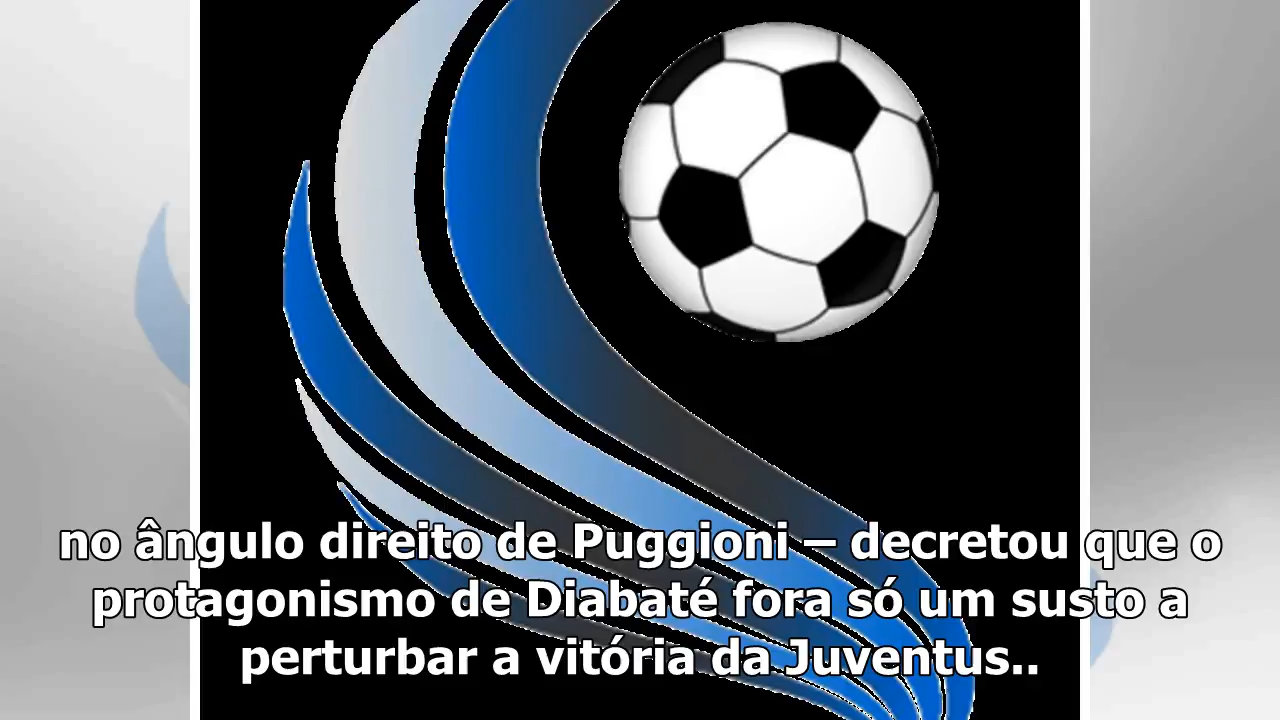 no ângulo direito de Puggioni – decretou que o
protagonismo de Diabaté fora só um susto a
perturbar a vitória da Juventus..